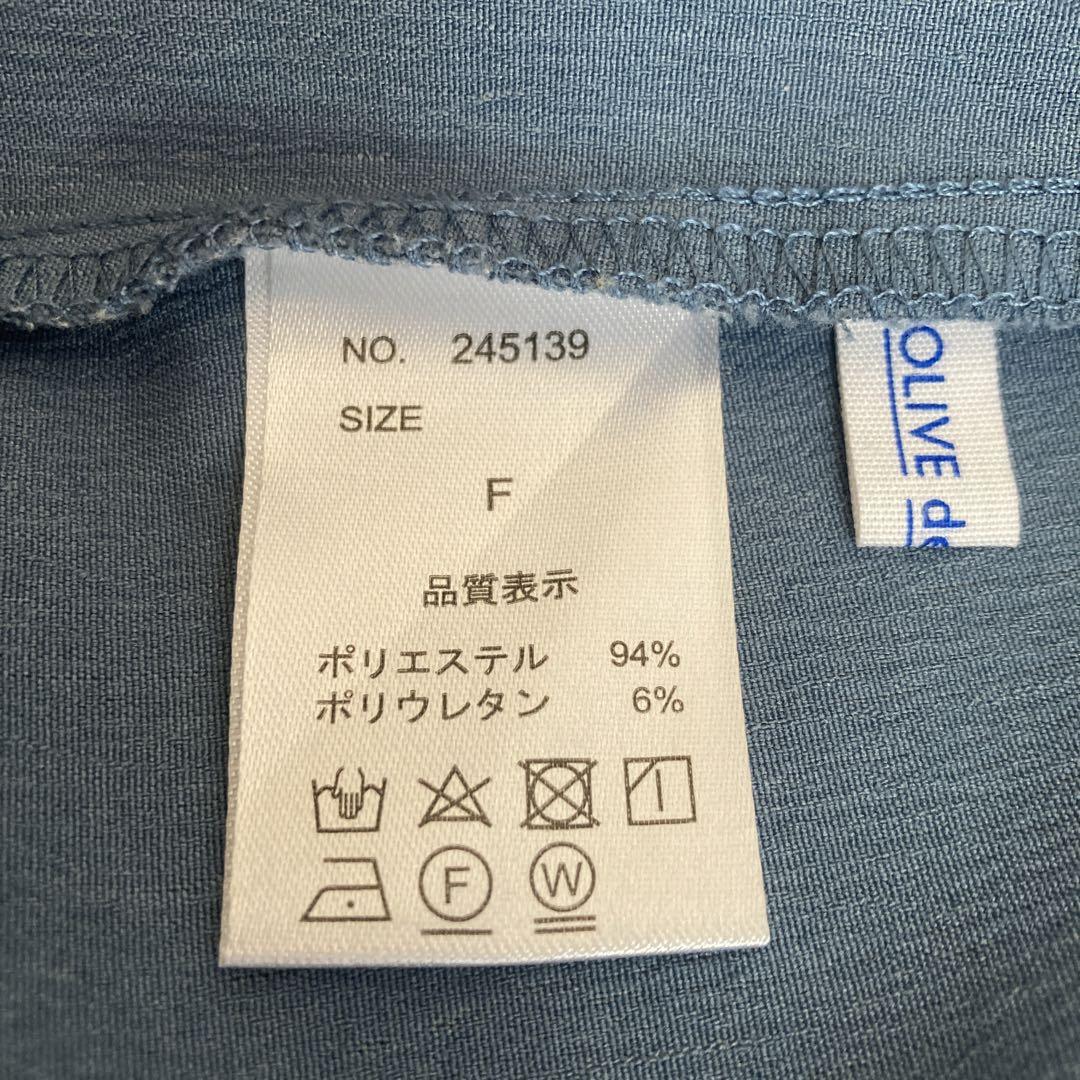 NO. 245139
SIZE
F
品質表示
ポリエステル 94%
ポリウレタン 6%
F W
OLIVE de